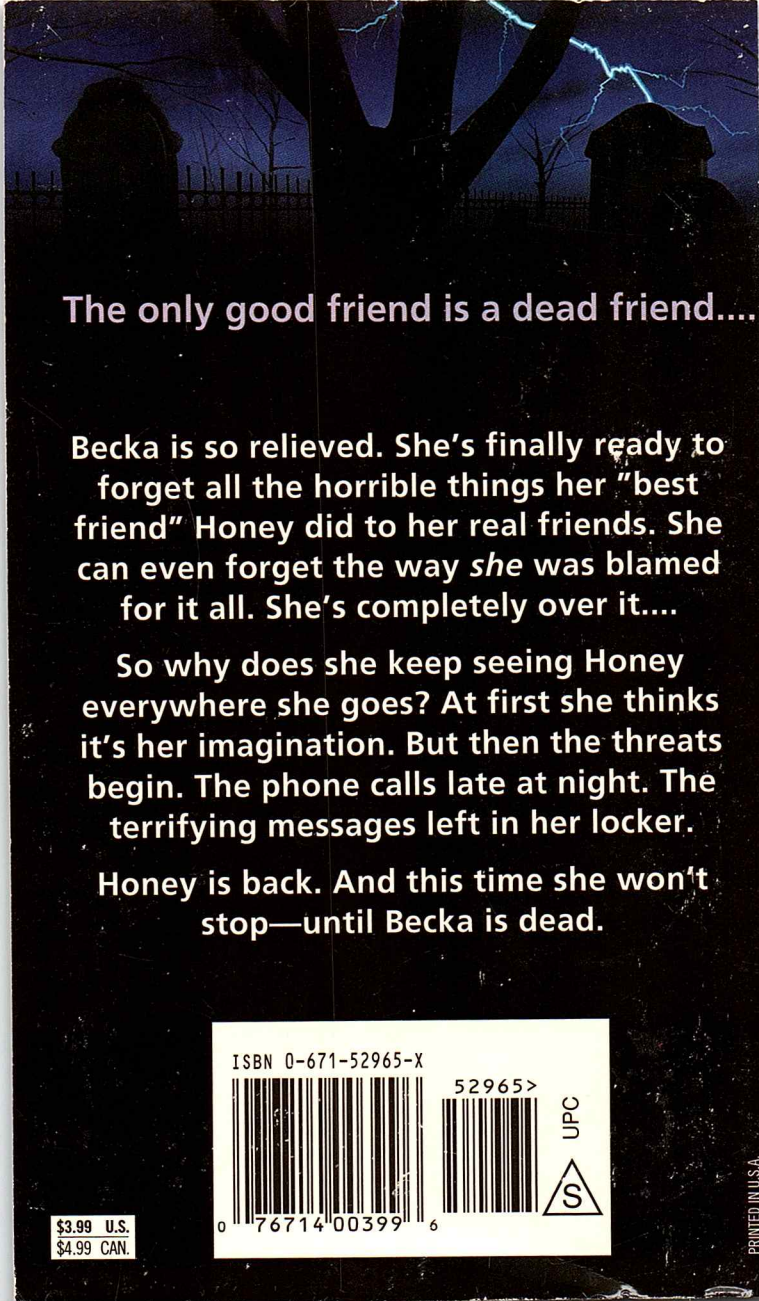 The only good friend is a dead friend....
Becka is so relieved. She's finally ready to
forget all the horrible things her "best
friend" Honey did to her real friends. She
can even forget the way she was blamed
for it all. She's completely over it....
So why does she keep seeing Honey
everywhere she goes? At first she thinks
it's her imagination. But then the threats
begin. The phone calls late at night. The
terrifying messages left in her locker.
Honey is back. And this time she won't
stop—until Becka is dead.
ISBN 0-671-52965-X
52965>
UPC
S
0 76714 00399 6
$3.99 U.S.
$4.99 CAN.
PRINTED IN U.S.A.